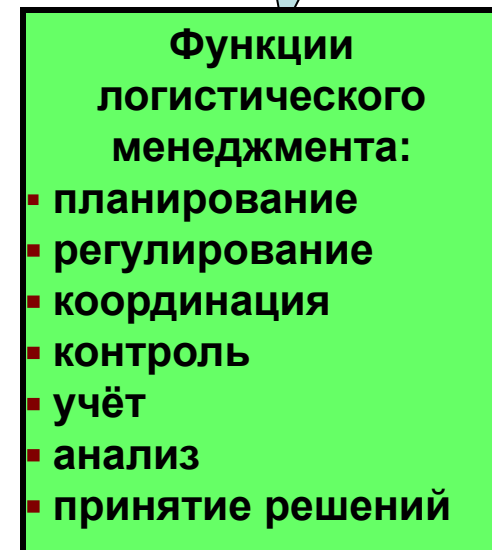 Функции
логистического
менеджмента:
▪ планирование
▪ регулирование
▪ координация
▪ контроль
▪ учёт
▪ анализ
▪ принятие решений